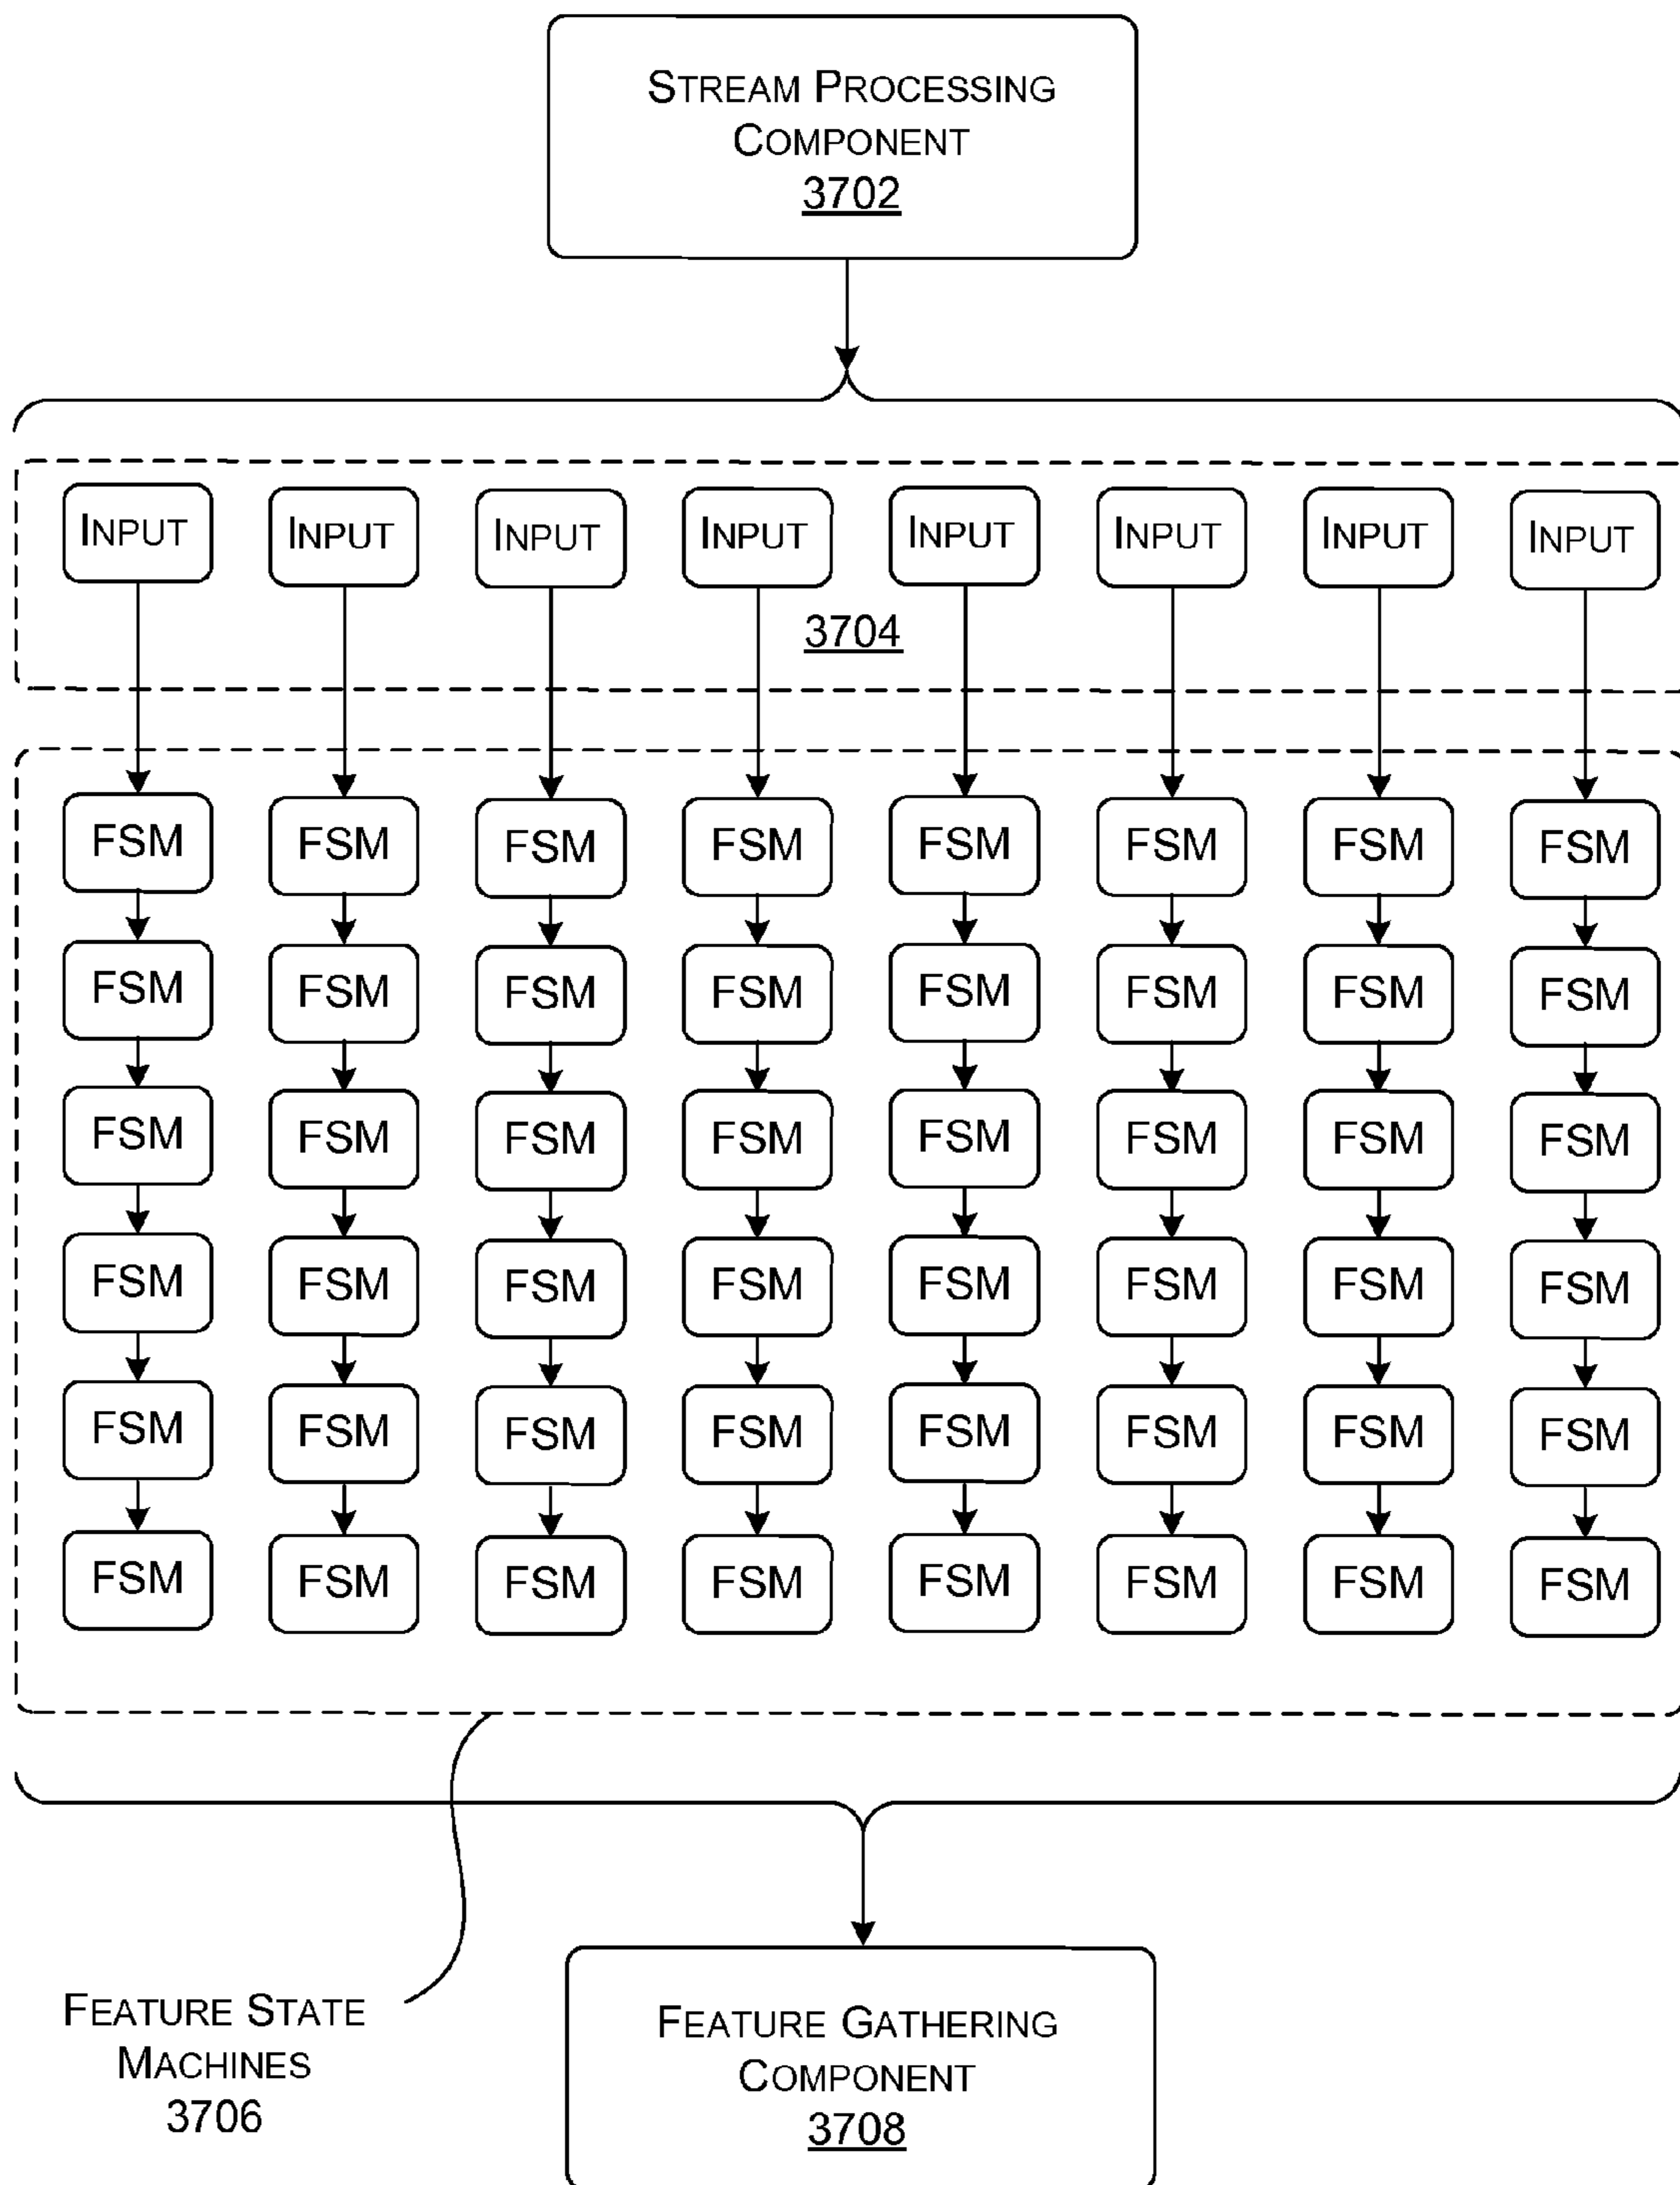 STREAM PROCESSING
COMPONENT
3702
INPUT INPUT INPUT INPUT INPUT INPUT INPUT INPUT
3704
FSM FSM FSM FSM FSM FSM FSM FSM
FSM FSM FSM FSM FSM FSM FSM FSM
FSM FSM FSM FSM FSM FSM FSM FSM
FSM FSM FSM FSM FSM FSM FSM FSM
FSM FSM FSM FSM FSM FSM FSM FSM
FSM FSM FSM FSM FSM FSM FSM FSM
FEATURE STATE
MACHINES
3706
FEATURE GATHERING
COMPONENT
3708